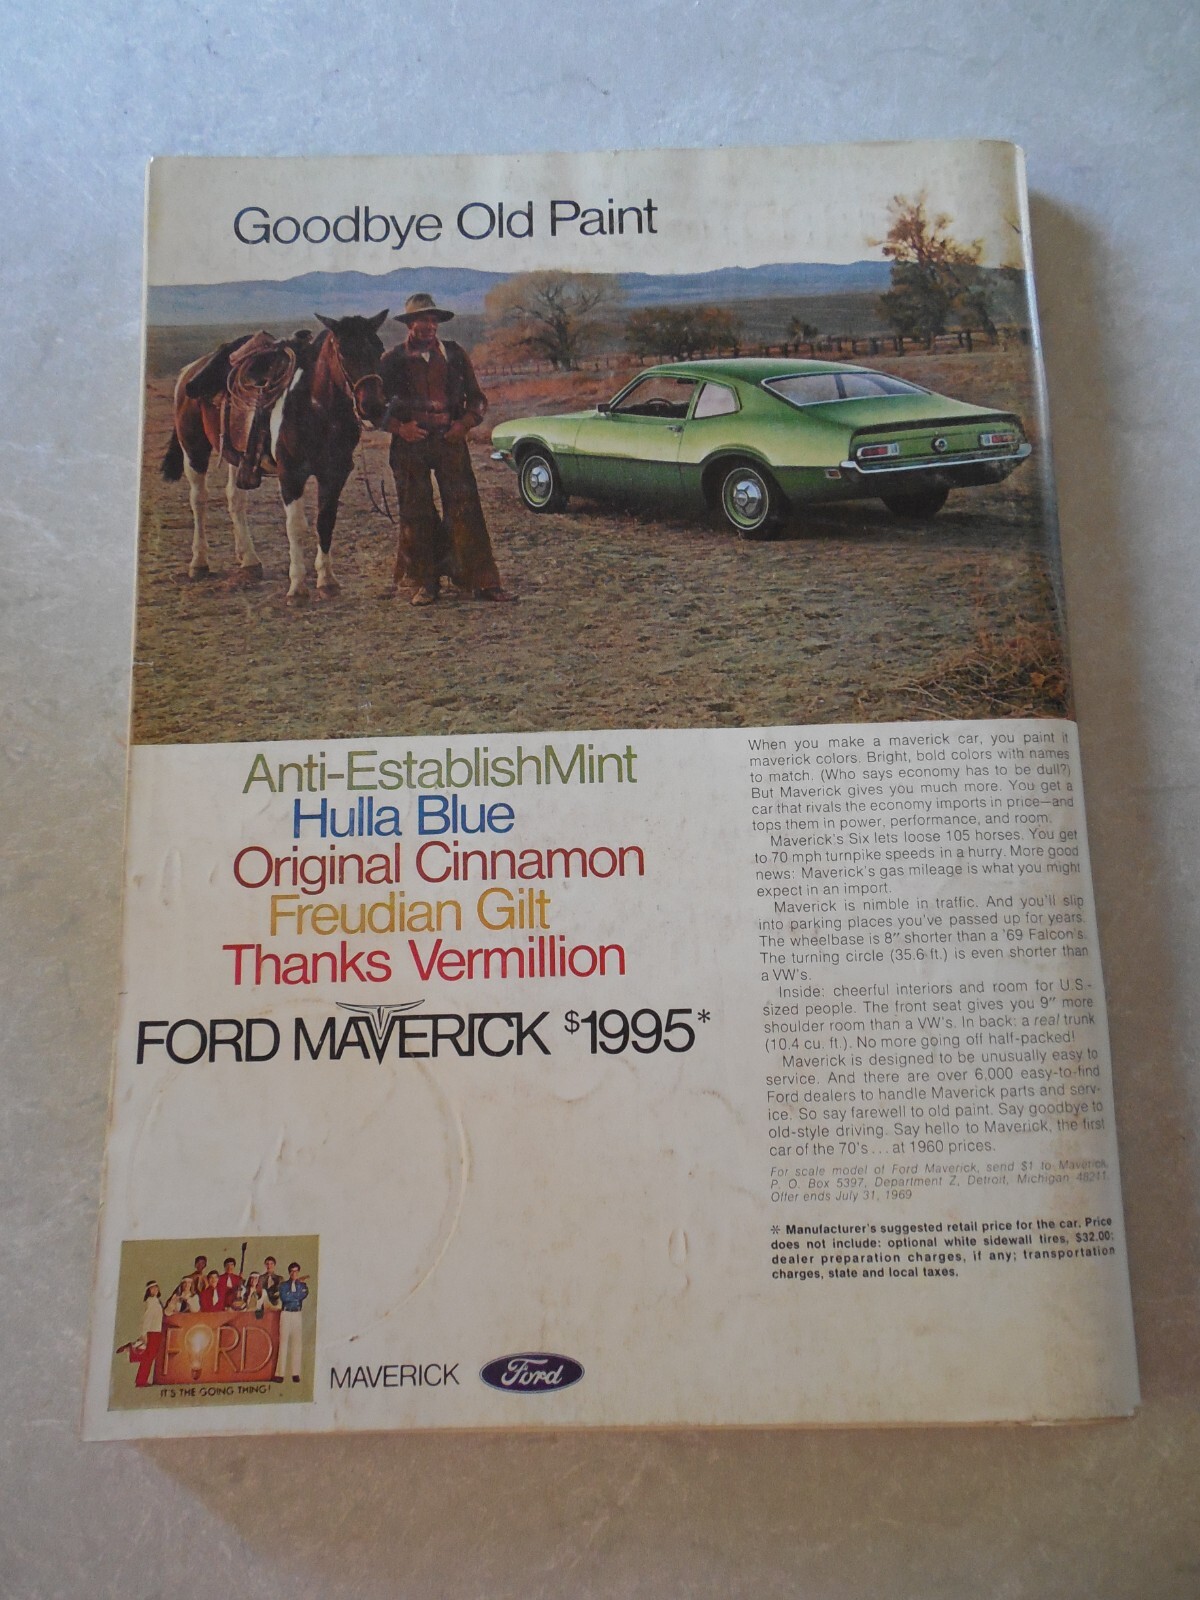 Goodbye Old Paint
Anti-EstablishMint
Hulla Blue
Original Cinnamon
Freudian Gilt
Thanks Vermillion
FORD MAVERICK $1995*
When you make a maverick car, you paint it
maverick colors. Bright, bold colors with names
to match. (Who says economy has to be dull?)
But Maverick gives you much more. You get a
car that rivals the economy imports in price—and
tops them in power, performance, and room.
Maverick's Six lets loose 105 horses. You get
to 70 mph turnpike speeds in a hurry. More good
news: Maverick's gas mileage is what you might
expect in an import.
Maverick is nimble in traffic. And you'll slip
into parking places you've passed up for years.
The wheelbase is 8" shorter than a '69 Falcon's.
The turning circle (35.6 ft.) is even shorter than
a VW's.
Inside: cheerful interiors and room for U.S.-
sized people. The front seat gives you 9" more
shoulder room than a VW's. In back: a real trunk
(10.4 cu. ft.). No more going off half-packed!
Maverick is designed to be unusually easy to
service. And there are over 6,000 easy-to-find
Ford dealers to handle Maverick parts and serv-
ice. So say farewell to old paint. Say goodbye to
old-style driving. Say hello to Maverick, the first
car of the 70's...at 1960 prices.
For scale model of Ford Maverick, send $1 to Maverick,
P. O. Box 5397, Department Z, Detroit, Michigan 48211.
Offer ends July 31, 1969
* Manufacturer's suggested retail price for the car. Price
does not include: optional white sidewall tires, $32.00;
dealer preparation charges, if any; transportation
charges, state and local taxes.
FORD
IT'S THE GOING THING!
MAVERICK Ford